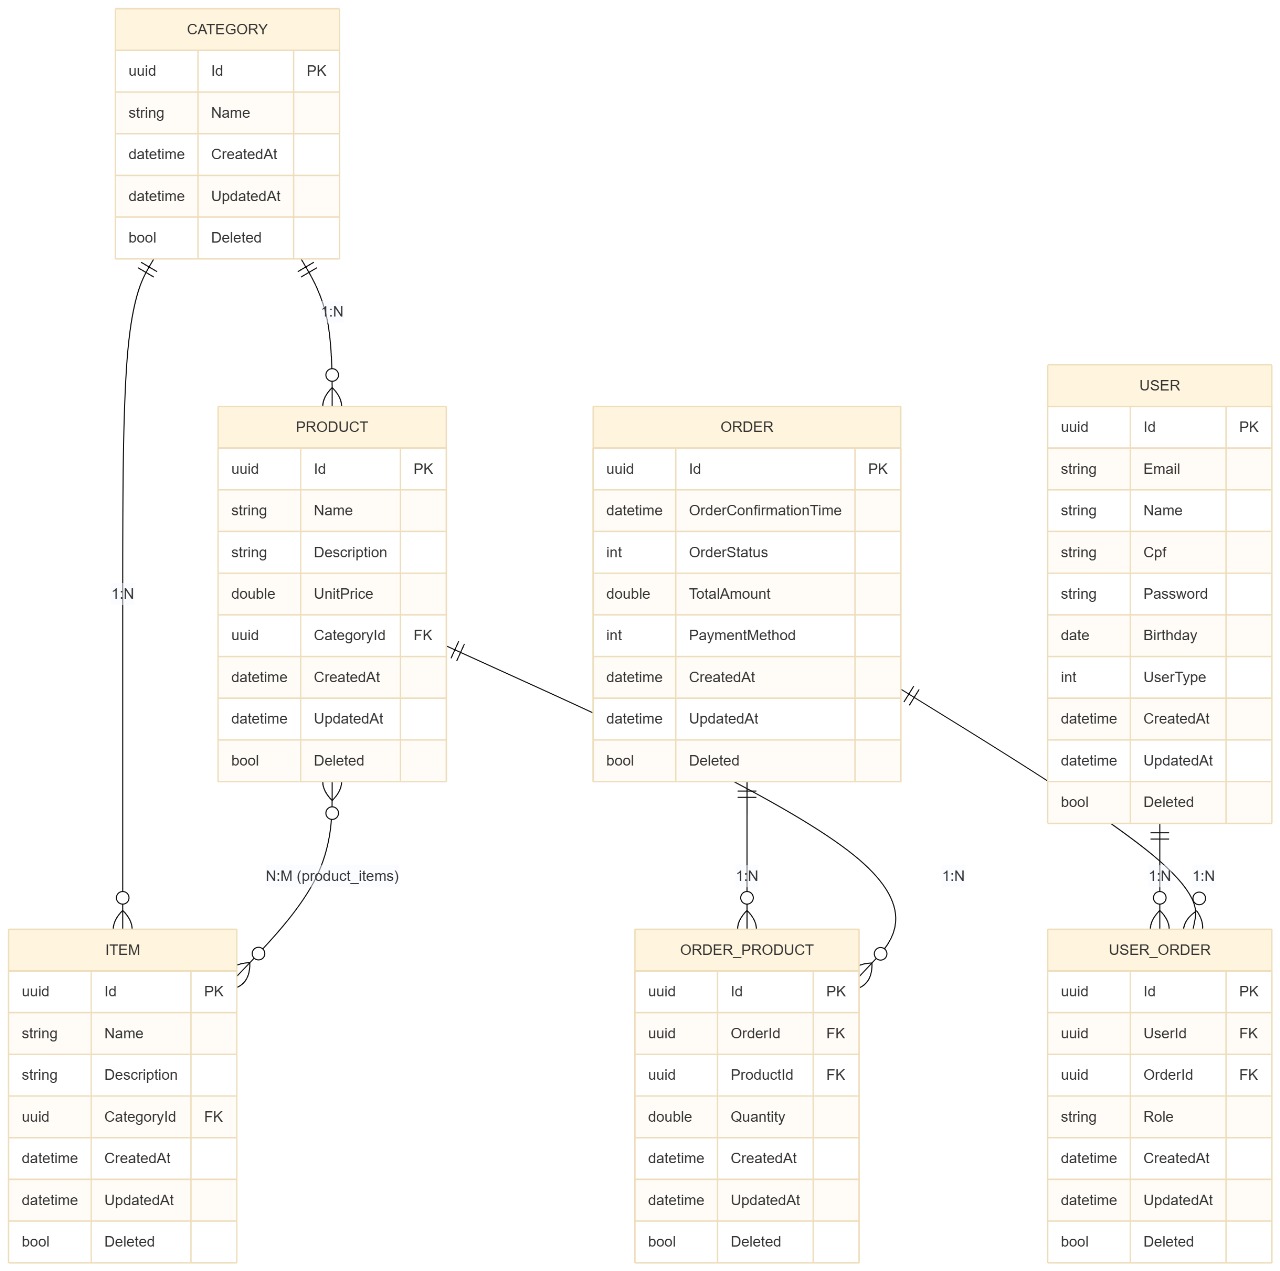 CATEGORY
uuid Id PK
string Name
datetime CreatedAt
datetime UpdatedAt
bool Deleted
1:N
1:N
PRODUCT
uuid Id PK
string Name
string Description
double UnitPrice
uuid CategoryId FK
datetime CreatedAt
datetime UpdatedAt
bool Deleted
ORDER
uuid Id PK
datetime OrderConfirmationTime
int OrderStatus
double TotalAmount
int PaymentMethod
datetime CreatedAt
datetime UpdatedAt
bool Deleted
USER
uuid Id PK
string Email
string Name
string Cpf
string Password
date Birthday
int UserType
datetime CreatedAt
datetime UpdatedAt
bool Deleted
N:M (product_items)
1:N
1:N
1:N
1:N
ITEM
uuid Id PK
string Name
string Description
uuid CategoryId FK
datetime CreatedAt
datetime UpdatedAt
bool Deleted
ORDER_PRODUCT
uuid Id PK
uuid OrderId FK
uuid ProductId FK
double Quantity
datetime CreatedAt
datetime UpdatedAt
bool Deleted
USER_ORDER
uuid Id PK
uuid UserId FK
uuid OrderId FK
string Role
datetime CreatedAt
datetime UpdatedAt
bool Deleted